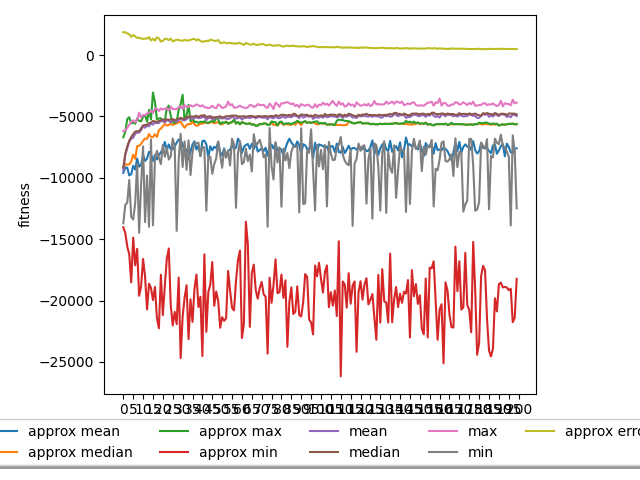 0
−5000
−10000
−15000
−20000
−25000
fitness
approx mean approx max mean max approx erro
approx median approx min median min